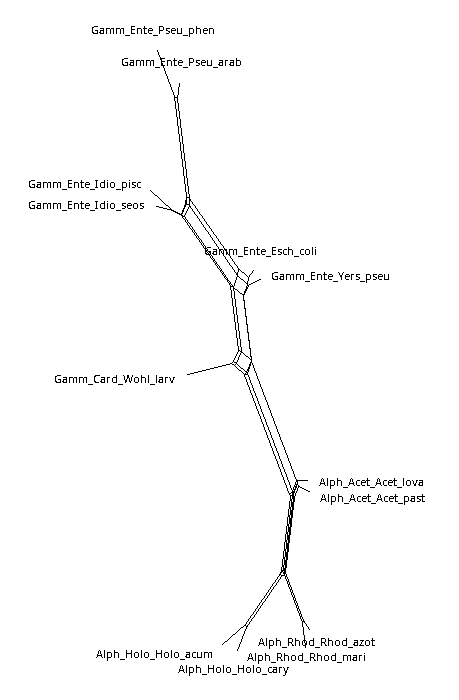 Gamm_Ente_Pseu_phen
Gamm_Ente_Pseu_arab
Gamm_Ente_Idio_pisc
Gamm_Ente_Idio_seos
Gamm_Ente_Esch_coli
Gamm_Ente_Yers_pseu
Gamm_Card_Wohl_larv
Alph_Acet_Acet_lova
Alph_Acet_Acet_past
Alph_Rhod_Rhod_azot
Alph_Holo_Holo_acum
Alph_Rhod_Rhod_mari
Alph_Holo_Holo_cary